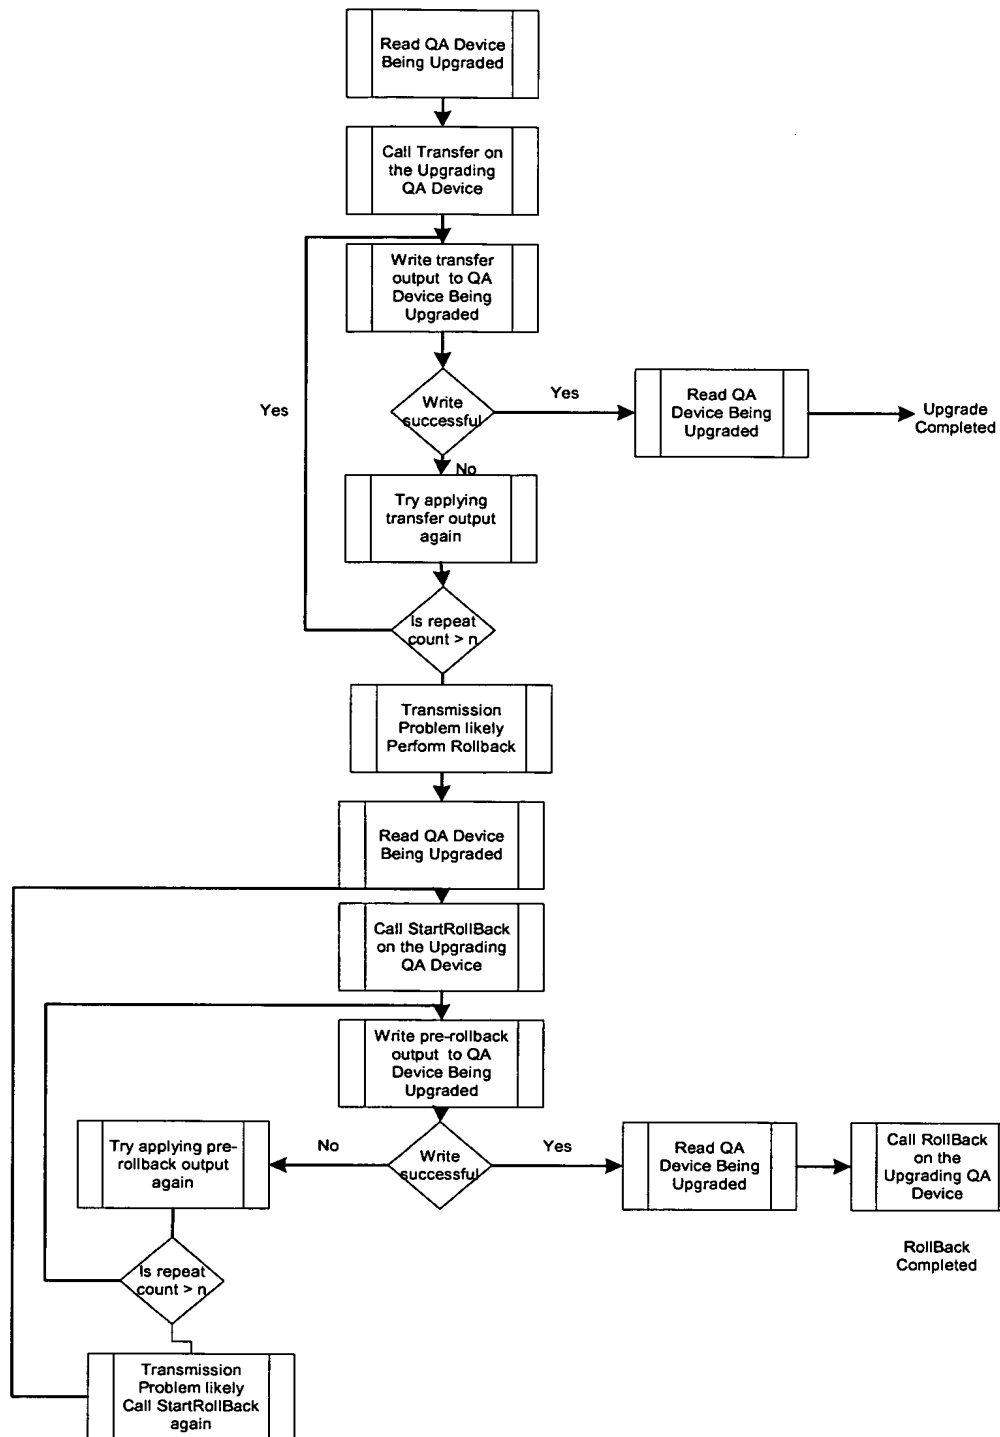 Read QA Device
Being Upgraded
Call Transfer on
the Upgrading
QA Device
Write transfer
output to QA
Device Being
Upgraded
Yes
Write
successful
Yes
Read QA
Device Being
Upgraded
Upgrade
Completed
No
Try applying
transfer output
again
Is repeat
count > n
Transmission
Problem likely
Perform Rollback
Read QA Device
Being Upgraded
Call StartRollBack
on the Upgrading
QA Device
Write pre-rollback
output to QA
Device Being
Upgraded
Try applying pre-
rollback output
again
No
Write
successful
Yes
Read QA
Device Being
Upgraded
Call RollBack
on the
Upgrading QA
Device
RollBack
Completed
Is repeat
count > n
Transmission
Problem likely
Call StartRollBack
again